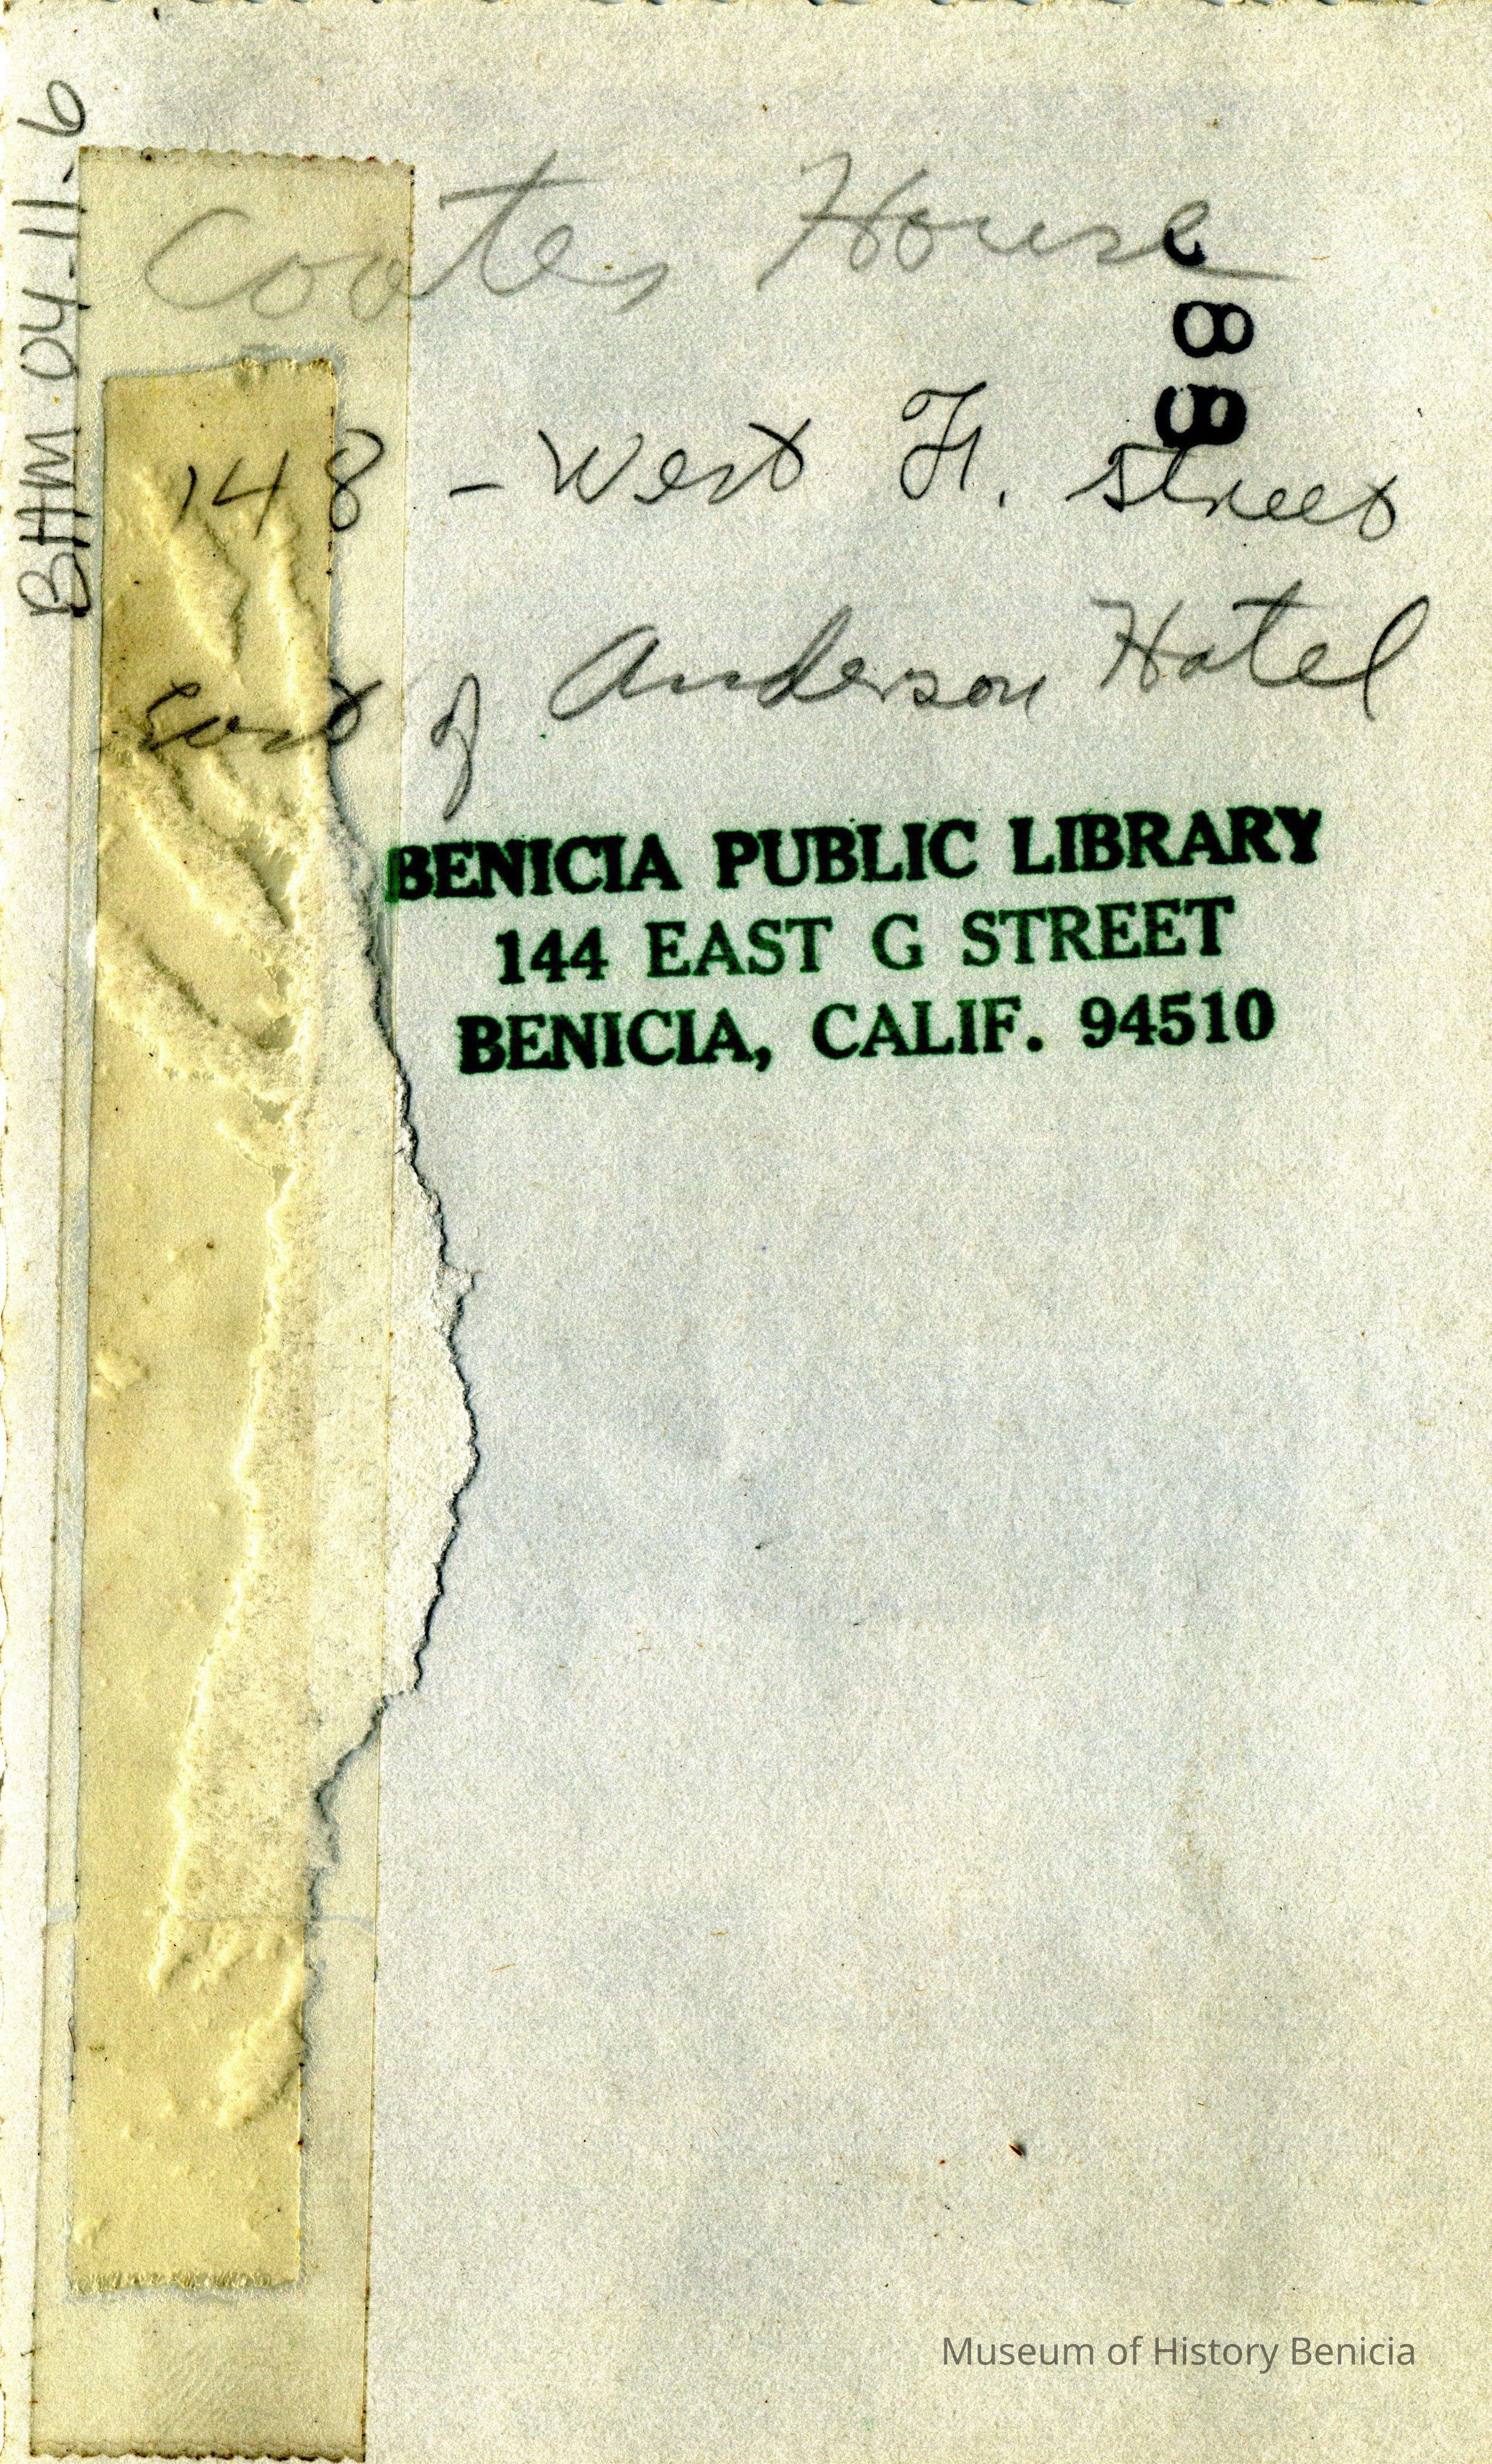 BHM 04-11-6
Coates House
88
148 - West H. Street
East of Anderson Hotel
BENICIA PUBLIC LIBRARY
144 EAST G STREET
BENICIA, CALIF. 94510
Museum of History Benicia